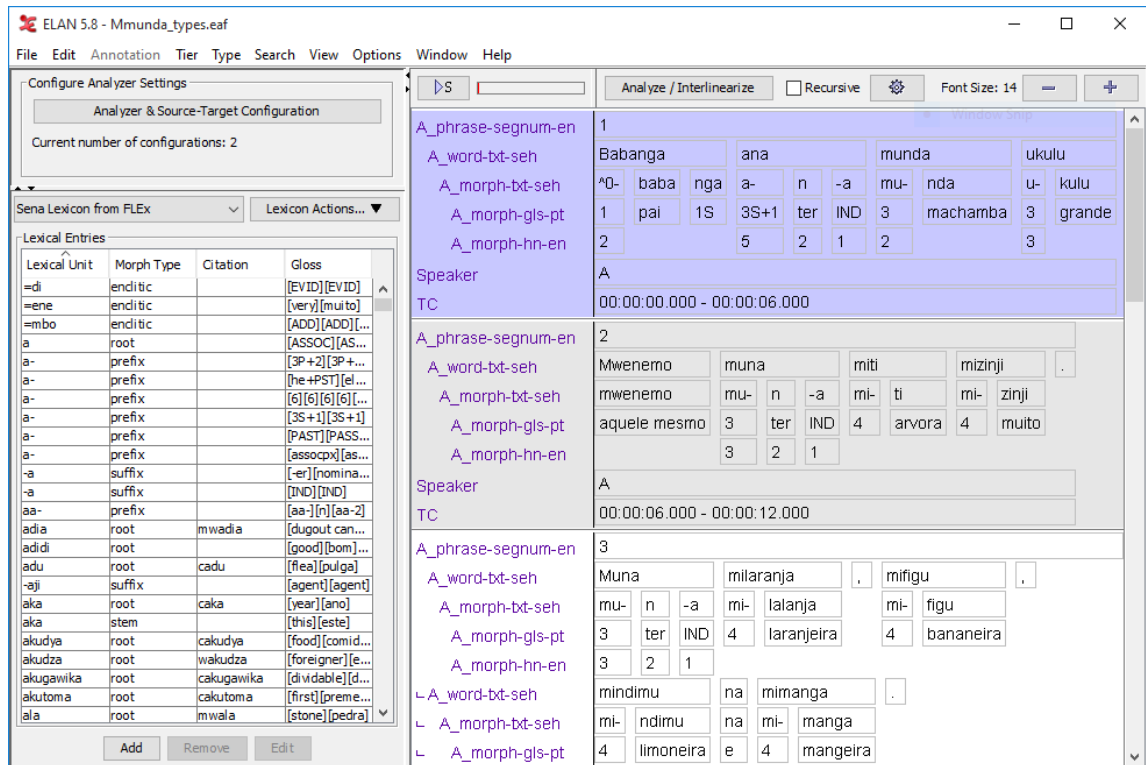 ELAN 5.8 - Mmunda_types.eaf
File Edit Annotation Tier Type Search View Options Window Help
Configure Analyzer Settings
Analyzer & Source-Target Configuration
Current number of configurations: 2
Sena Lexicon from FLEx Lexicon Actions... ▼
Lexical Entries
Lexical Unit Morph Type Citation Gloss
=di enclitic [EVID][EVID]
=ene enclitic [very][muito]
=mbo enclitic [ADD][ADD][...
a root [ASSOC][AS...
a- prefix [3P+2][3P+...
a- prefix [he+PST][el...
a- prefix [6][6][6][6][...
a- prefix [3S+1][3S+1]
a- prefix [PAST][PASS...
a- prefix [assocpx][as...
-a suffix [-er][nomina...
-a suffix [IND][IND]
aa- prefix [aa-][n][aa-2]
adia root mwadia [dugout can...
adidi root [good][bom]...
adu root cadu [flea][pulga]
-aji suffix [agent][agent]
aka root caka [year][ano]
aka stem [this][este]
akudya root cakudya [food][comid...
akudza root wakudza [foreigner][e...
akugawika root cakugawika [dividable][d...
akutoma root cakutoma [first][preme...
ala root mwala [stone][pedra]
Add Remove Edit
S Analyze / Interlinearize Recursive Font Size: 14
Window Snip
A_phrase-segnum-en 1
A_word-txt-seh Babanga ana munda ukulu
A_morph-txt-seh ^0- baba nga a- n -a mu- nda u- kulu
A_morph-gls-pt 1 pai 1S 3S+1 ter IND 3 machamba 3 grande
A_morph-hn-en 2 5 2 1 2 3
Speaker A
TC 00:00:00.000 - 00:00:06.000
A_phrase-segnum-en 2
A_word-txt-seh Mwenemo muna miti mizinji .
A_morph-txt-seh mwenemo mu- n -a mi- ti mi- zinji
A_morph-gls-pt aquele mesmo 3 ter IND 4 arvora 4 muito
A_morph-hn-en 3 2 1
Speaker A
TC 00:00:06.000 - 00:00:12.000
A_phrase-segnum-en 3
A_word-txt-seh Muna milaranja , mifigu ,
A_morph-txt-seh mu- n -a mi- lalanja mi- figu
A_morph-gls-pt 3 ter IND 4 laranjeira 4 bananeira
A_morph-hn-en 3 2 1
A_word-txt-seh mindimu na mimanga .
A_morph-txt-seh mi- ndimu na mi- manga
A_morph-gls-pt 4 limoneira e 4 mangeira